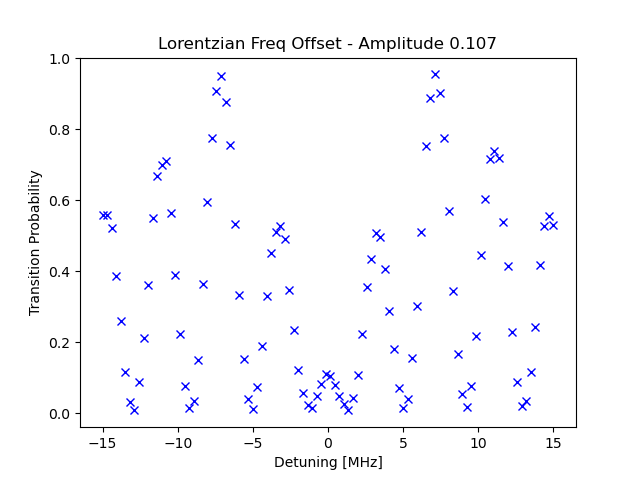 Lorentzian Freq Offset - Amplitude 0.107
Transition Probability
1.0
0.8
0.6
0.4
0.2
0.0
−15 −10 −5 0 5 10 15
Detuning [MHz]